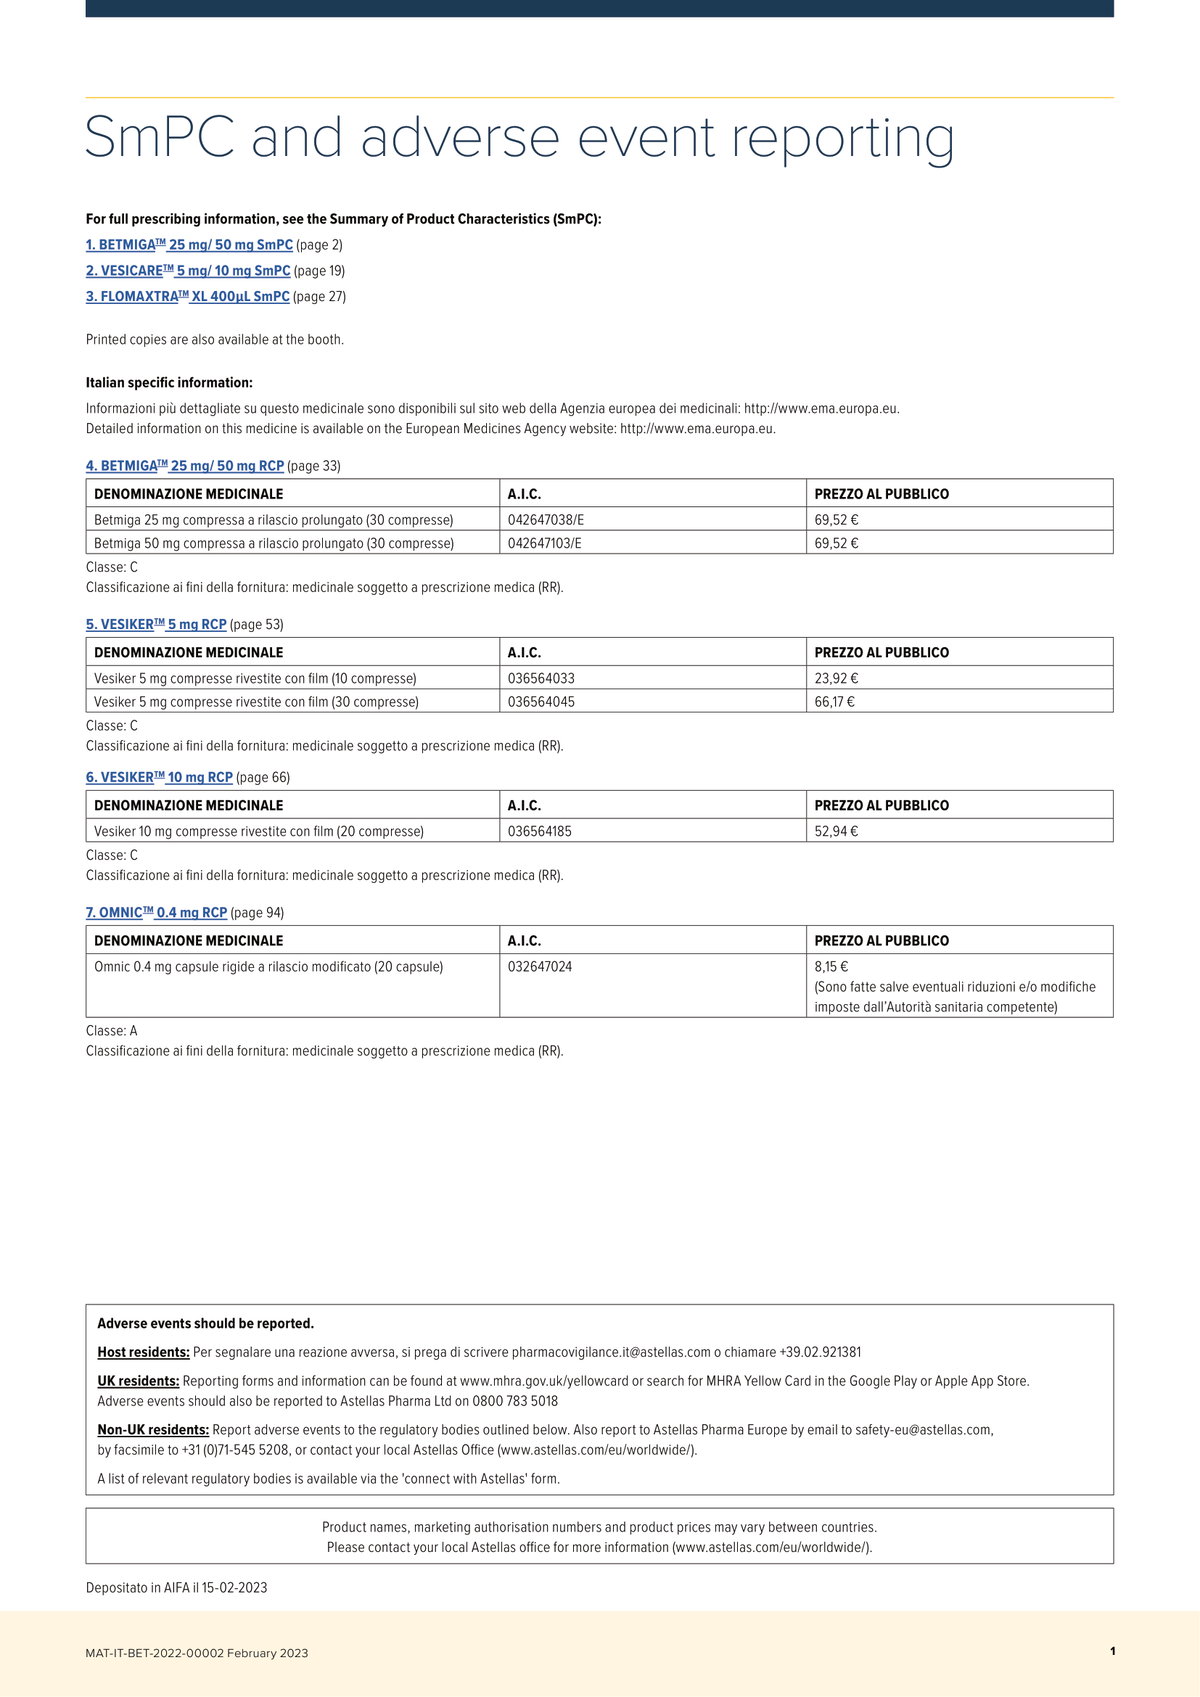 SmPC and adverse event reporting
For full prescribing information, see the Summary of Product Characteristics (SmPC):
1. BETMIGA™ 25 mg/ 50 mg SmPC (page 2)
2. VESICARE™ 5 mg/ 10 mg SmPC (page 19)
3. FLOMAXTRA™ XL 400µL SmPC (page 27)
Printed copies are also available at the booth.
Italian specific information:
Informazioni più dettagliate su questo medicinale sono disponibili sul sito web della Agenzia europea dei medicinali: http://www.ema.europa.eu.
Detailed information on this medicine is available on the European Medicines Agency website: http://www.ema.europa.eu.
4. BETMIGA™ 25 mg/ 50 mg RCP (page 33)
DENOMINAZIONE MEDICINALE A.I.C. PREZZO AL PUBBLICO
Betmiga 25 mg compressa a rilascio prolungato (30 compresse) 042647038/E 69,52 €
Betmiga 50 mg compressa a rilascio prolungato (30 compresse) 042647103/E 69,52 €
Classe: C
Classificazione ai fini della fornitura: medicinale soggetto a prescrizione medica (RR).
5. VESIKER™ 5 mg RCP (page 53)
DENOMINAZIONE MEDICINALE A.I.C. PREZZO AL PUBBLICO
Vesiker 5 mg compresse rivestite con film (10 compresse) 036564033 23,92 €
Vesiker 5 mg compresse rivestite con film (30 compresse) 036564045 66,17 €
Classe: C
Classificazione ai fini della fornitura: medicinale soggetto a prescrizione medica (RR).
6. VESIKER™ 10 mg RCP (page 66)
DENOMINAZIONE MEDICINALE A.I.C. PREZZO AL PUBBLICO
Vesiker 10 mg compresse rivestite con film (20 compresse) 036564185 52,94 €
Classe: C
Classificazione ai fini della fornitura: medicinale soggetto a prescrizione medica (RR).
7. OMNIC™ 0.4 mg RCP (page 94)
DENOMINAZIONE MEDICINALE A.I.C. PREZZO AL PUBBLICO
Omnic 0.4 mg capsule rigide a rilascio modificato (20 capsule) 032647024 8,15 €
(Sono fatte salve eventuali riduzioni e/o modifiche
imposte dall'Autorità sanitaria competente)
Classe: A
Classificazione ai fini della fornitura: medicinale soggetto a prescrizione medica (RR).
Adverse events should be reported.
Host residents: Per segnalare una reazione avversa, si prega di scrivere pharmacovigilance.it@astellas.com o chiamare +39.02.921381
UK residents: Reporting forms and information can be found at www.mhra.gov.uk/yellowcard or search for MHRA Yellow Card in the Google Play or Apple App Store.
Adverse events should also be reported to Astellas Pharma Ltd on 0800 783 5018
Non-UK residents: Report adverse events to the regulatory bodies outlined below. Also report to Astellas Pharma Europe by email to safety-eu@astellas.com,
by facsimile to +31 (0)71-545 5208, or contact your local Astellas Office (www.astellas.com/eu/worldwide/).
A list of relevant regulatory bodies is available via the 'connect with Astellas' form.
Product names, marketing authorisation numbers and product prices may vary between countries.
Please contact your local Astellas office for more information (www.astellas.com/eu/worldwide/).
Depositato in AIFA il 15-02-2023
MAT-IT-BET-2022-00002 February 2023 1